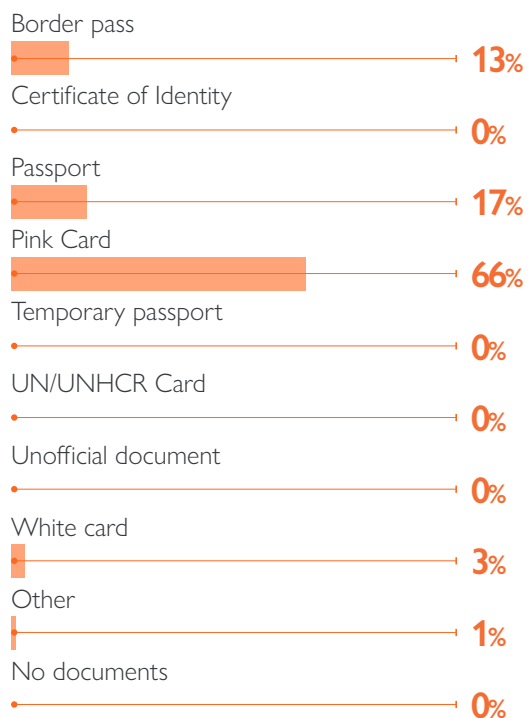 Border pass
13%
Certificate of Identity
0%
Passport
17%
Pink Card
66%
Temporary passport
0%
UN/UNHCR Card
0%
Unofficial document
0%
White card
3%
Other
1%
No documents
0%